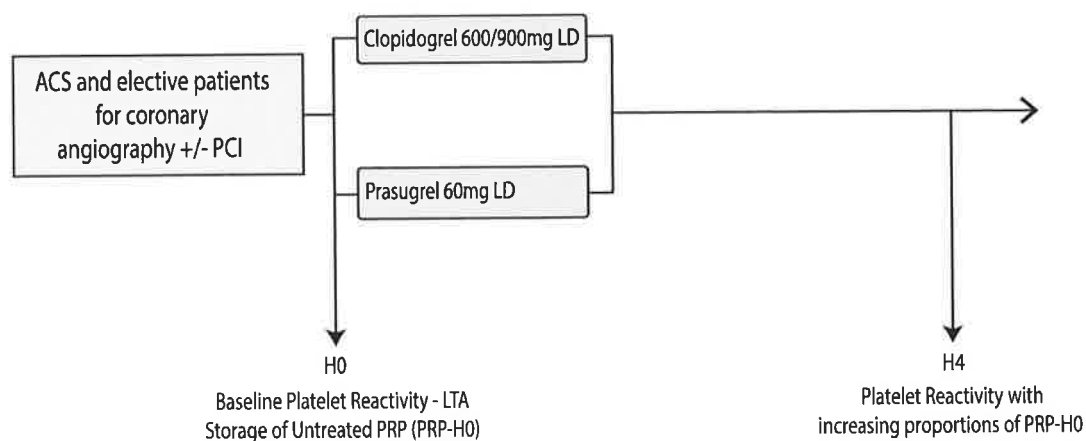 ACS and elective patients
for coronary
angiography +/- PCI
Clopidogrel 600/900mg LD
Prasugrel 60mg LD
H0
Baseline Platelet Reactivity - LTA
Storage of Untreated PRP (PRP-H0)
H4
Platelet Reactivity with
increasing proportions of PRP-H0